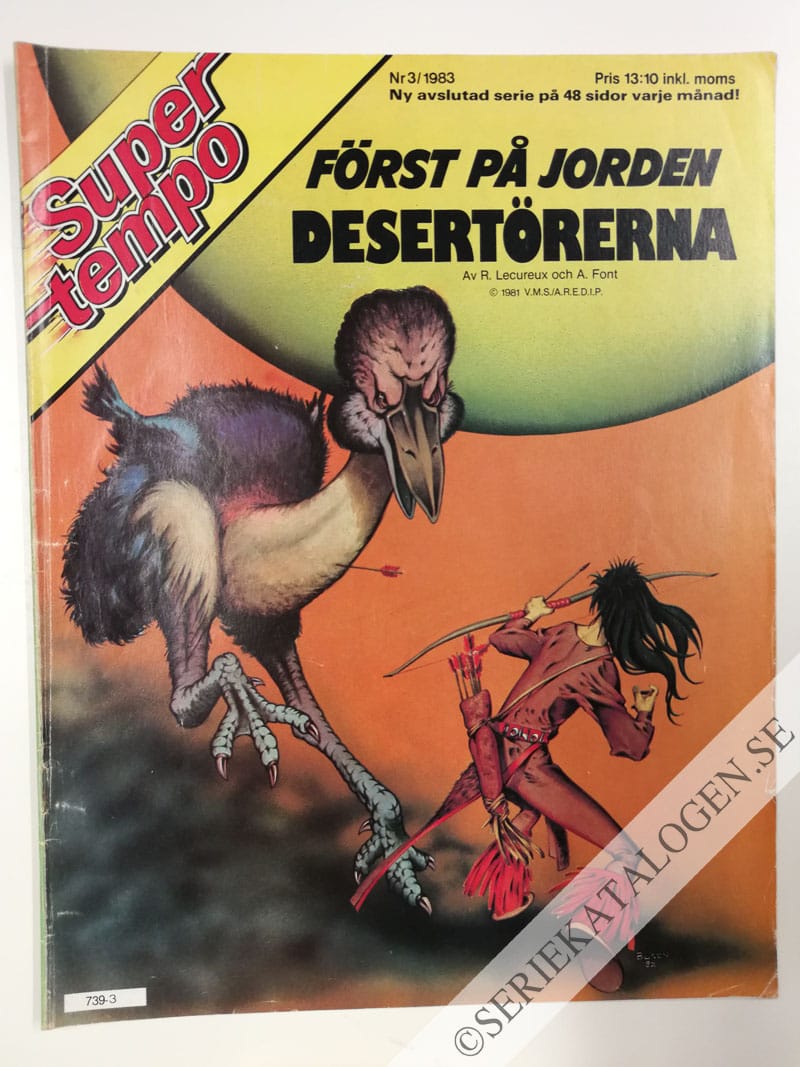 Super
tempo
Nr 3/1983
Pris 13:10 inkl. moms
Ny avslutad serie på 48 sidor varje månad!
FÖRST PÅ JORDEN
DESERTÖRERNA
Av R. Lecureux och A. Font
© 1981 V.M.S./A.R.E.D.I.P.
739-3
©SERIEKATALOGEN.SE